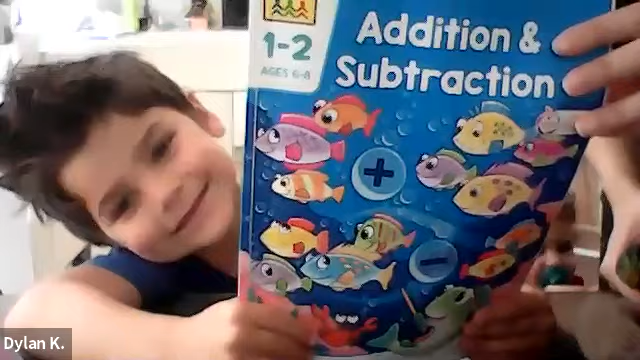 Addition &
1-2
Subtraction
AGES 6-8
+
-
Dylan K.